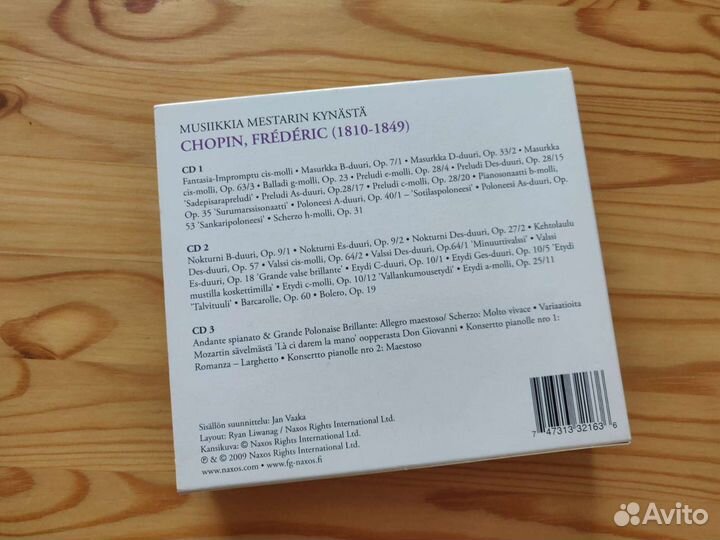 MUSIIKKIA MESTARIN KYNÄSTÄ
CHOPIN, FRÉDÉRIC (1810-1849)
CD 1
Fantasia-Impromptu cis-molli • Masurkka B-duuri, Op. 7/1 • Masurkka D-duuri, Op. 33/2 • Masurkka
cis-molli, Op. 63/3 • Balladi g-molli, Op. 23 • Preludi e-molli, Op. 28/4 • Preludi Des-duuri, Op. 28/15
'Sadepisarapreludi' • Preludi As-duuri, Op.28/17 • Preludi c-molli, Op. 28/20 • Pianosonaatti b-molli,
Op. 35 'Surumarssisonaatti' • Poloneesi A-duuri, Op. 40/1 – 'Sotilaspoloneesi' • Poloneesi As-duuri, Op.
53 'Sankaripoloneesi' • Scherzo h-molli, Op. 31
CD 2
Nokturni B-duuri, Op. 9/1 • Nokturni Es-duuri, Op. 9/2 • Nokturni Des-duuri, Op. 27/2 • Kehtolaulu
Des-duuri, Op. 57 • Valssi cis-molli, Op. 64/2 • Valssi Des-duuri, Op.64/1 'Minuuttivalssi' • Valssi
Es-duuri, Op. 18 'Grande valse brillante' • Etydi C-duuri, Op. 10/1 • Etydi Ges-duuri, Op. 10/5 'Etydi
mustilla koskettimilla' • Etydi c-molli, Op. 10/12 'Vallankumousetydi' • Etydi a-molli, Op. 25/11
'Talvituuli' • Barcarolle, Op. 60 • Bolero, Op. 19
CD 3
Andante spianato & Grande Polonaise Brillante: Allegro maestoso/ Scherzo: Molto vivace • Variaatioita
Mozartin sävelmästä 'Là ci darem la mano' oopperasta Don Giovanni • Konsertto pianolle nro 1:
Romanza – Larghetto • Konsertto pianolle nro 2: Maestoso
Sisällön suunnittelu: Jan Vaaka
Layout: Ryan Liwanag / Naxos Rights International Ltd.
Kansikuva: © Naxos Rights International Ltd.
℗ & © 2009 Naxos Rights International Ltd.
www.naxos.com • www.fg-naxos.fi
7 47313 32163 6
Avito